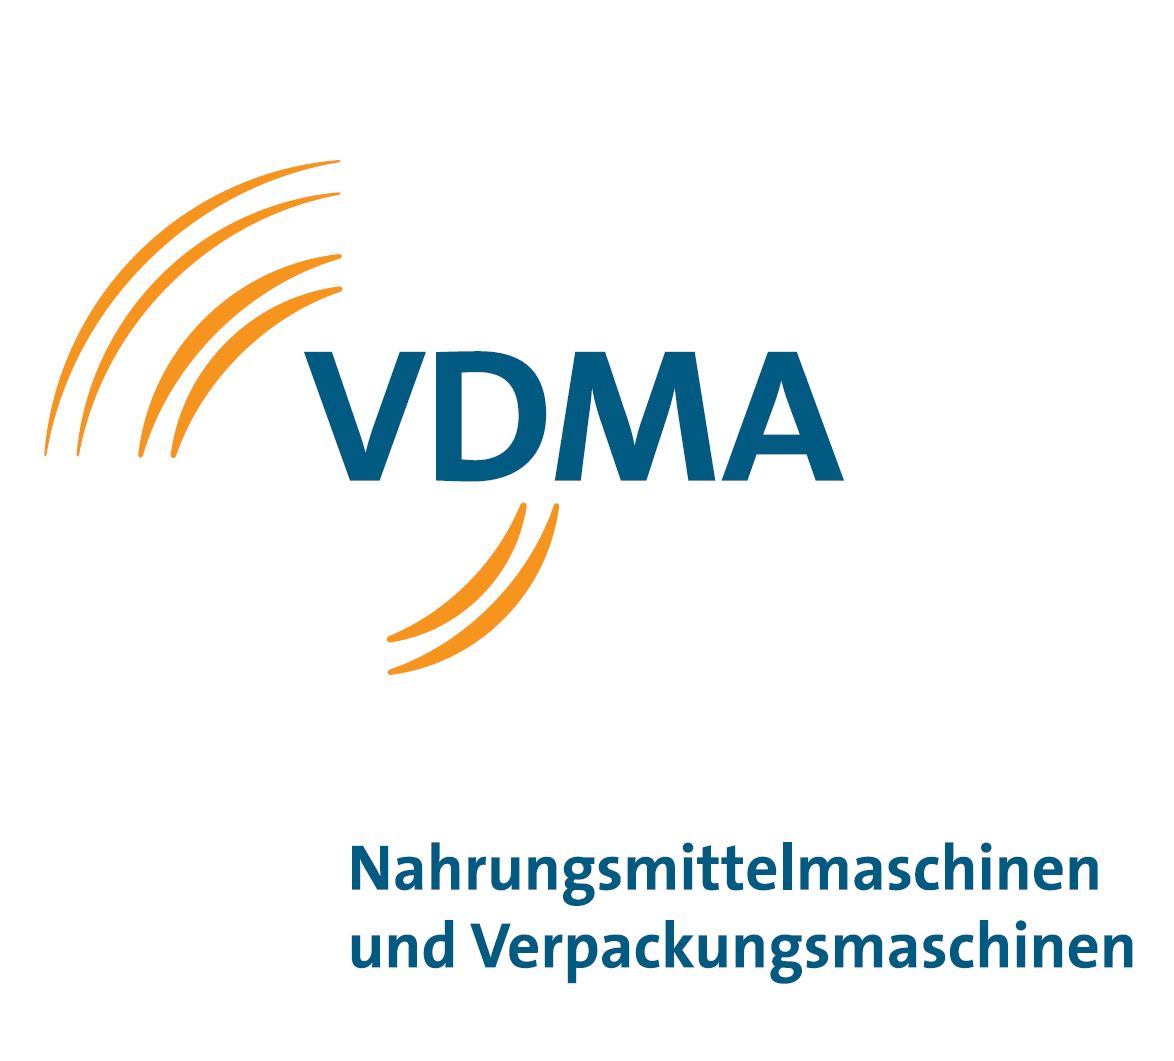 VDMA
Nahrungsmittelmaschinen
und Verpackungsmaschinen